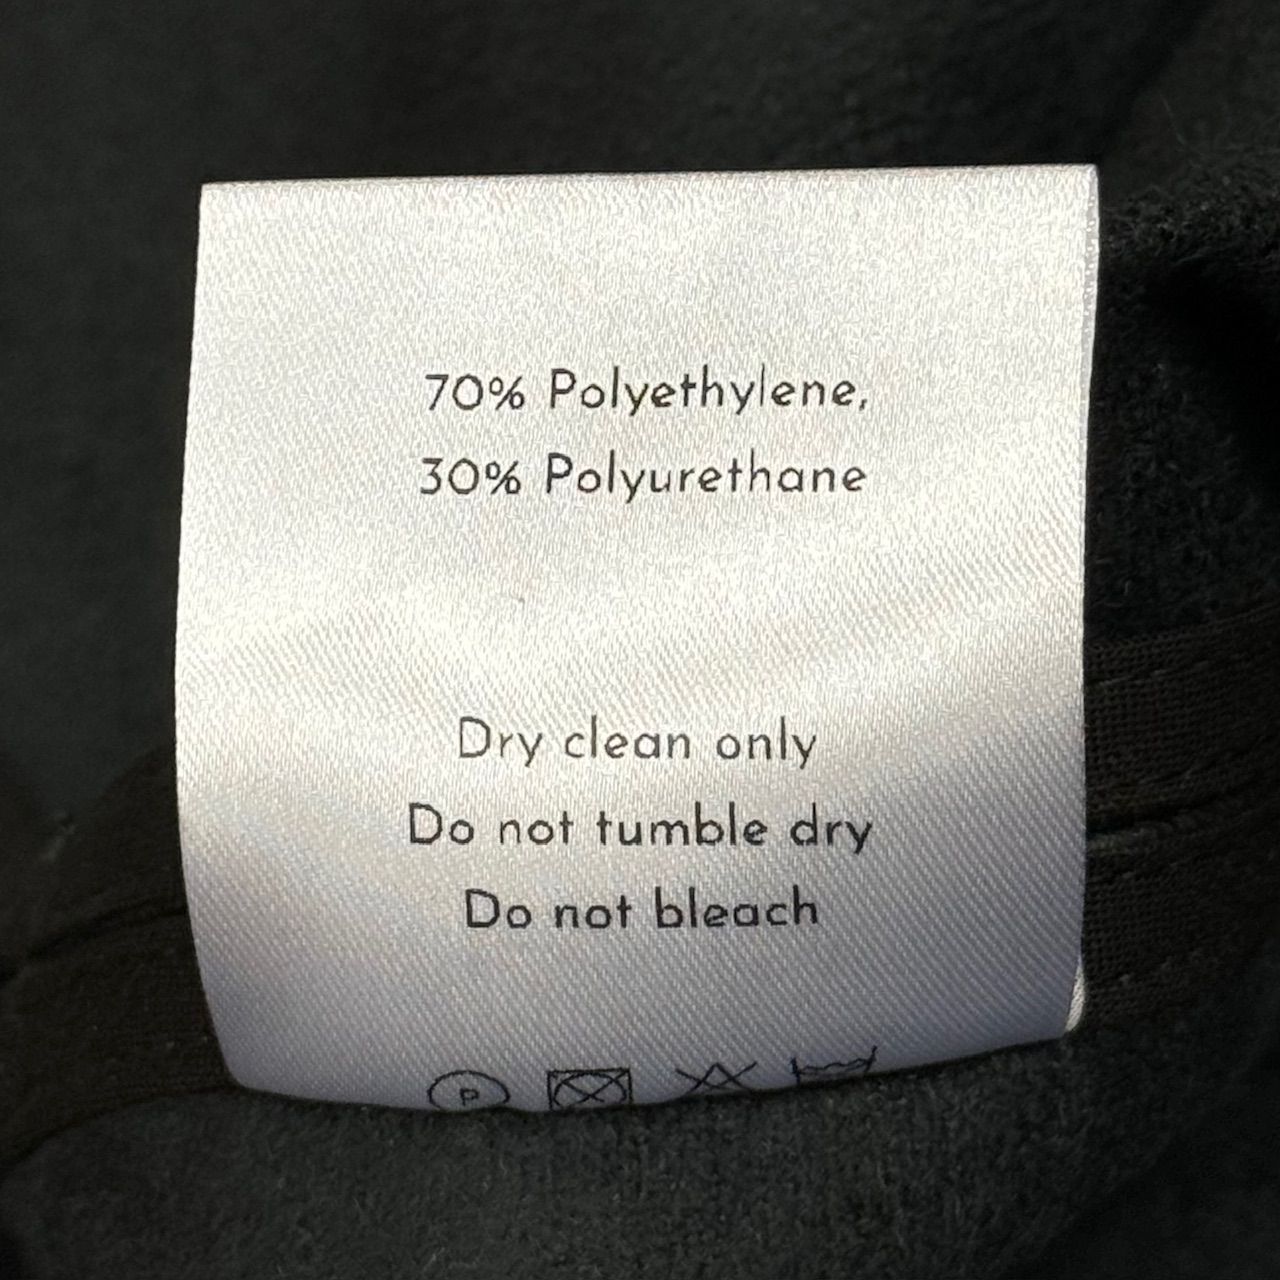 70% Polyethylene,
30% Polyurethane
Dry clean only
Do not tumble dry
Do not bleach
P